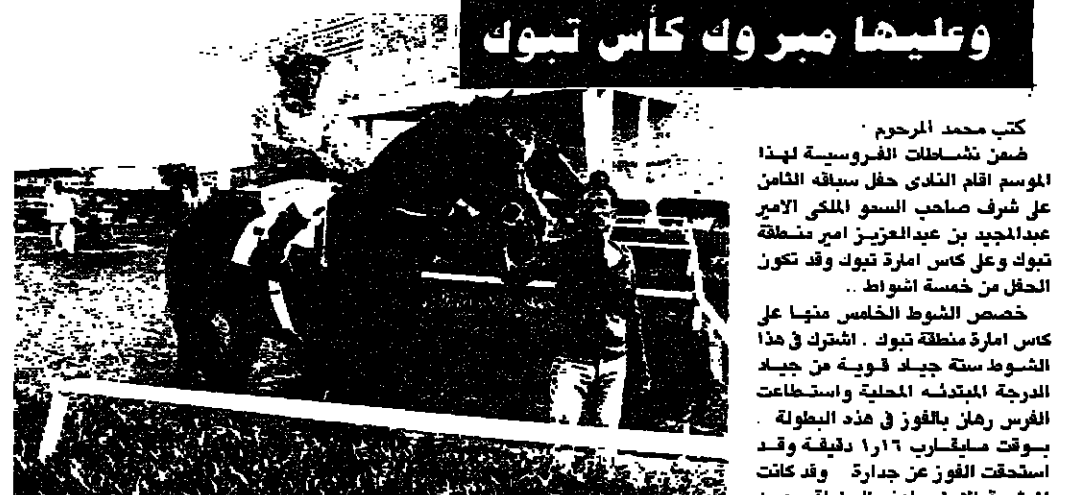 وعليها مبروك كأس تبوك
كتب محمد المرحوم
ضمن نشاطات الفروسية لهذا
الموسم اقام النادى حفل سباقه الثامن
على شرف صاحب السمو الملكى الامير
عبدالمجيد بن عبدالعزيز امير منطقة
تبوك وعلى كاس امارة تبوك وقد تكون
الحفل من خمسة اشواط ..
خصص الشوط الخامس منها على
كاس امارة منطقة تبوك . اشترك فى هذا
الشوط ستة جياد قوية من جياد
الدرجة المبتدئه المحلية واستطاعت
الفرس رهان بالفوز فى هذه البطولة .
بوقت مايقارب ١٦ر١ دقيقة وقد
استحقت الفوز عن جدارة وقد كانت